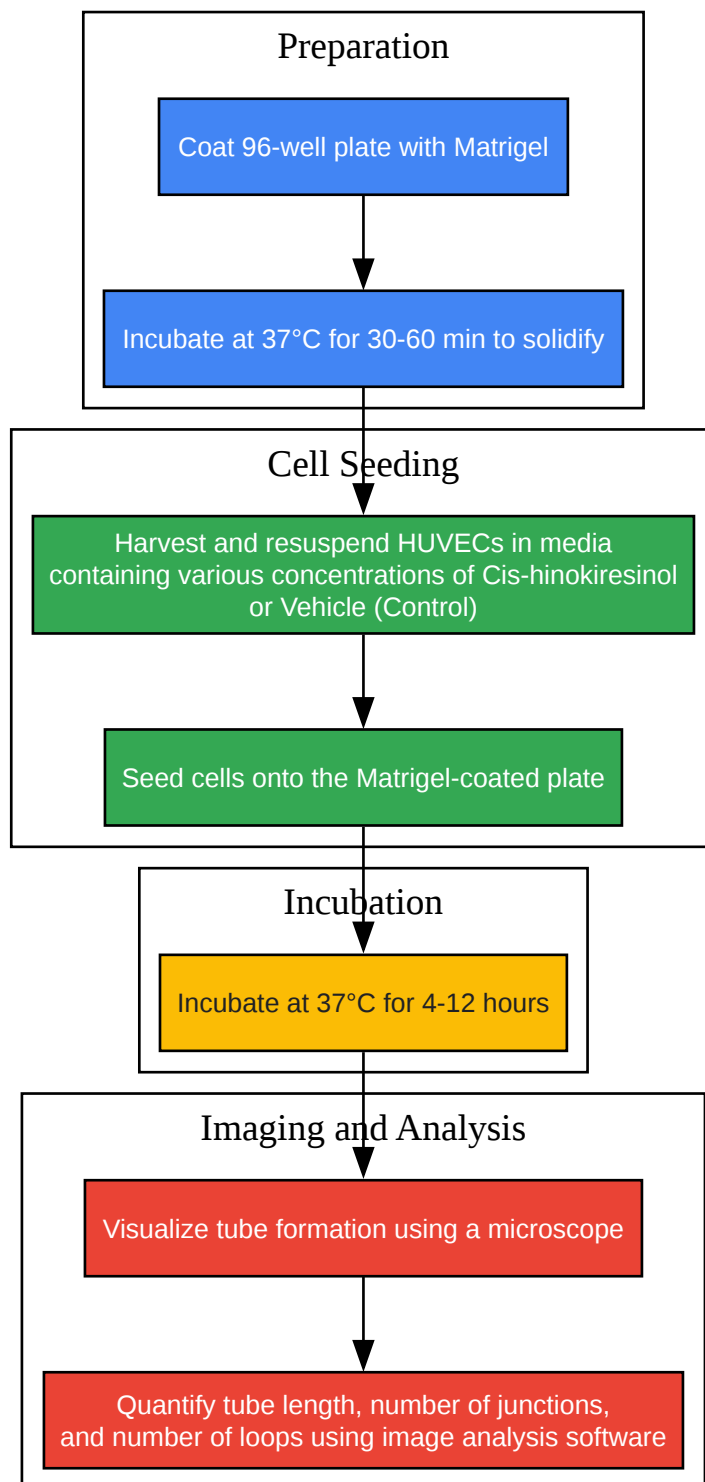 Preparation
Coat 96-well plate with Matrigel
Incubate at 37°C for 30-60 min to solidify
Cell Seeding
Harvest and resuspend HUVECs in media
containing various concentrations of Cis-hinokiresinol
or Vehicle (Control)
Seed cells onto the Matrigel-coated plate
Incubation
Incubate at 37°C for 4-12 hours
Imaging and Analysis
Visualize tube formation using a microscope
Quantify tube length, number of junctions,
and number of loops using image analysis software